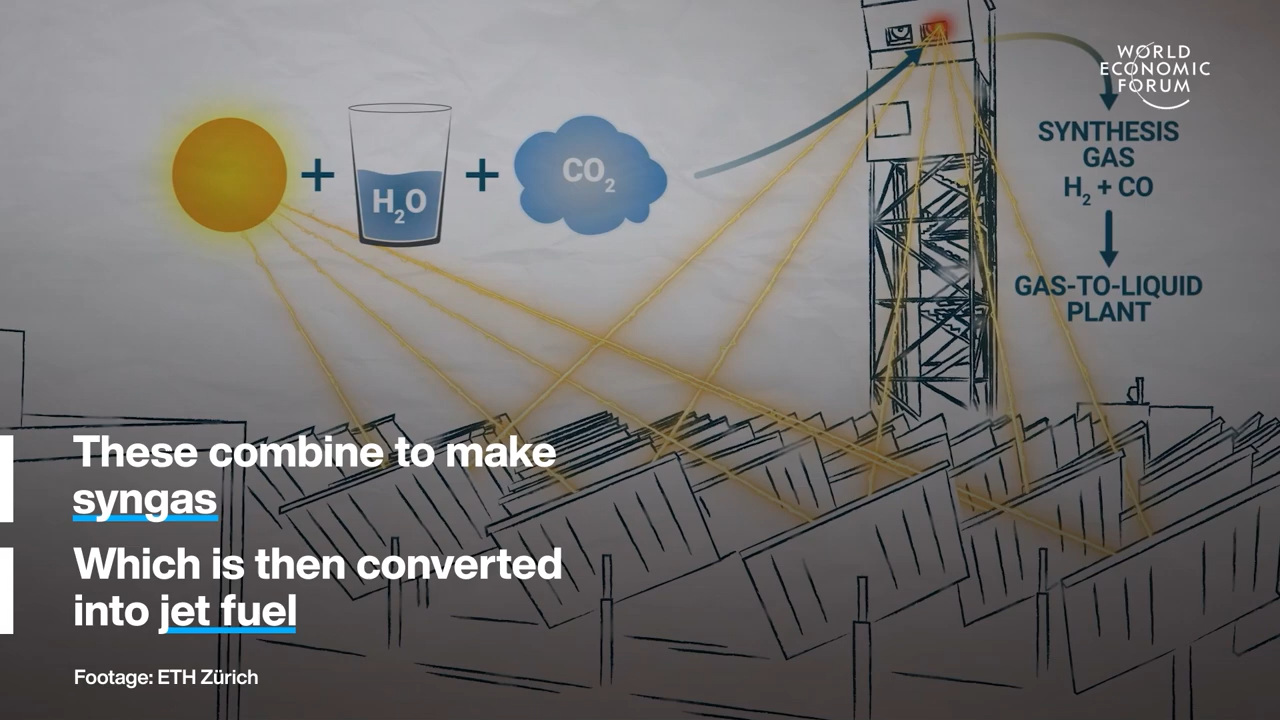 WORLD
ECONOMIC
FORUM
+
H2O
+
CO2
SYNTHESIS
GAS
H2 + CO
GAS-TO-LIQUID
PLANT
These combine to make
syngas
Which is then converted
into jet fuel
Footage: ETH Zürich